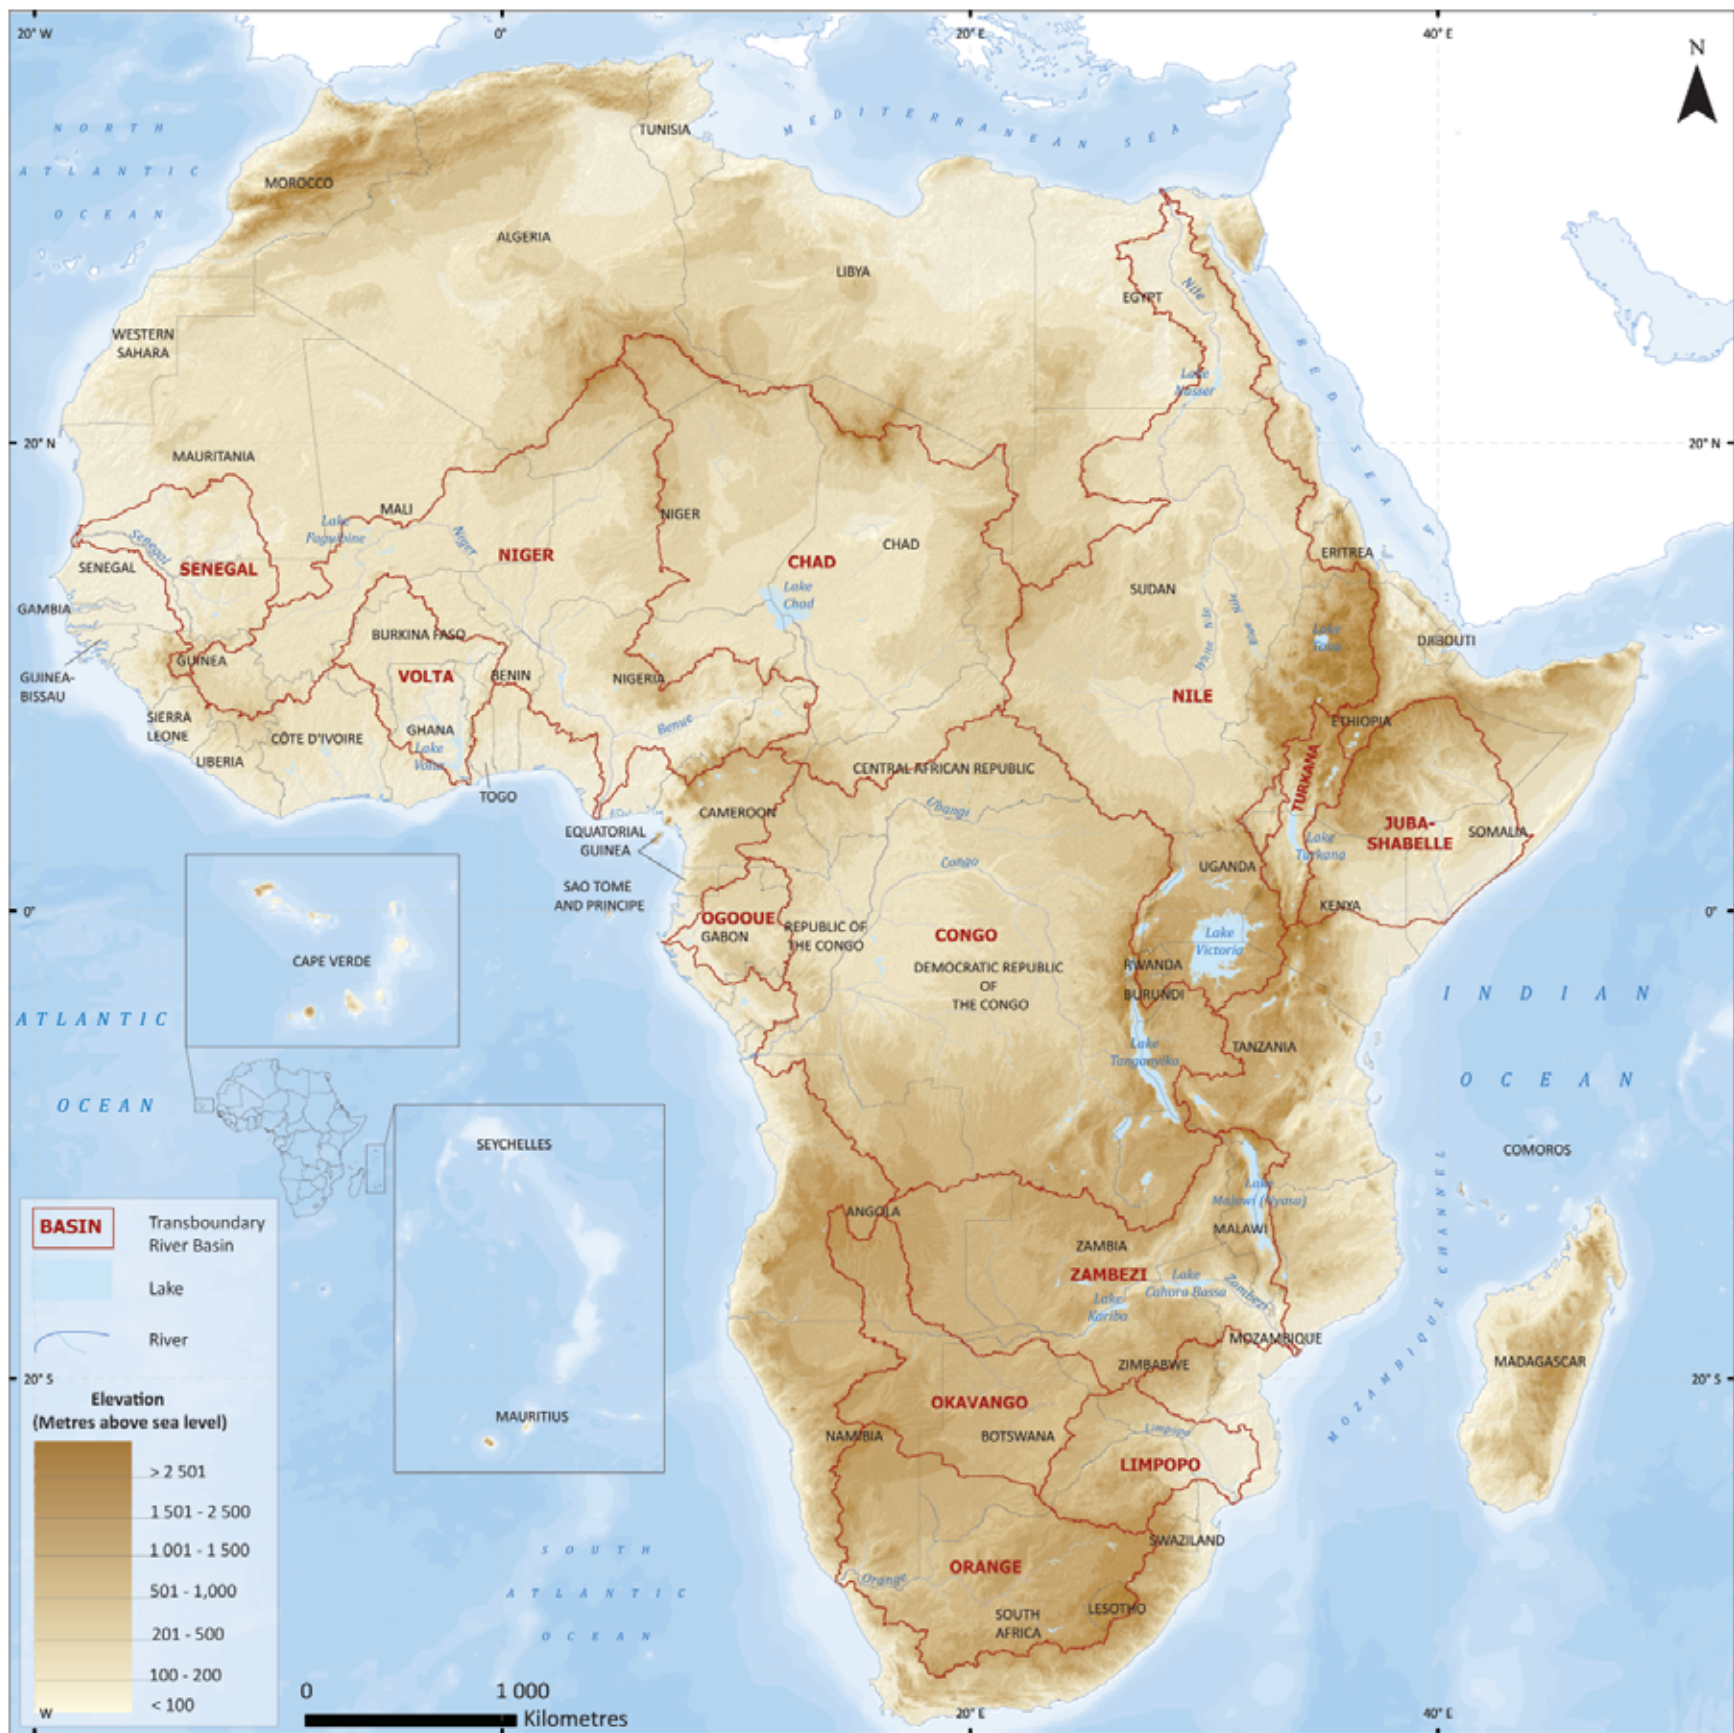 20° W
0°
20° E
40° E
N
NORTH
ATLANTIC
OCEAN
MEDITERRANEAN SEA
TUNISIA
MOROCCO
ALGERIA
LIBYA
EGYPT
Nile
WESTERN
SAHARA
RED SEA
Lake
Nasser
20° N
20° N
MAURITANIA
MALI
Lake
Faguibine
Niger
NIGER
NIGER
CHAD
CHAD
Senegal
SENEGAL
SENEGAL
ERITREA
SUDAN
Lake
Chad
White Nile
Blue Nile
GAMBIA
BURKINA FASO
Lake
Tana
DJIBOUTI
GUINEA
GUINEA-
BISSAU
VOLTA
BENIN
NIGERIA
NILE
SIERRA
LEONE
GHANA
CÔTE D'IVOIRE
Lake
Volta
Benue
ETHIOPIA
LIBERIA
CENTRAL AFRICAN REPUBLIC
TURKANA
TOGO
CAMEROON
Ubangi
EQUATORIAL
GUINEA
JUBA-
SHABELLE
SOMALIA
Lake
Turkana
Congo
UGANDA
SAO TOME
AND PRINCIPE
0°
0°
OGOOUE
GABON
REPUBLIC OF
THE CONGO
CONGO
KENYA
Lake
Victoria
CAPE VERDE
DEMOCRATIC REPUBLIC
OF
THE CONGO
RWANDA
BURUNDI
INDIAN
OCEAN
ATLANTIC
OCEAN
Lake
Tanganyika
TANZANIA
SEYCHELLES
COMOROS
Lake
Malawi (Nyasa)
MALAWI
ANGOLA
ZAMBIA
ZAMBEZI
Lake
Cahora Bassa
Zambezi
Lake
Kariba
MOZAMBIQUE CHANNEL
MOZAMBIQUE
ZIMBABWE
MADAGASCAR
20° S
20° S
OKAVANGO
MAURITIUS
NAMIBIA
BOTSWANA
Limpopo
LIMPOPO
SWAZILAND
ORANGE
Orange
SOUTH
AFRICA
LESOTHO
SOUTH
ATLANTIC
OCEAN
BASIN
Transboundary
River Basin
Lake
River
Elevation
(Metres above sea level)
> 2 501
1 501 - 2 500
1 001 - 1 500
501 - 1,000
201 - 500
100 - 200
< 100
W
0
1 000
Kilometres
20° E
40° E